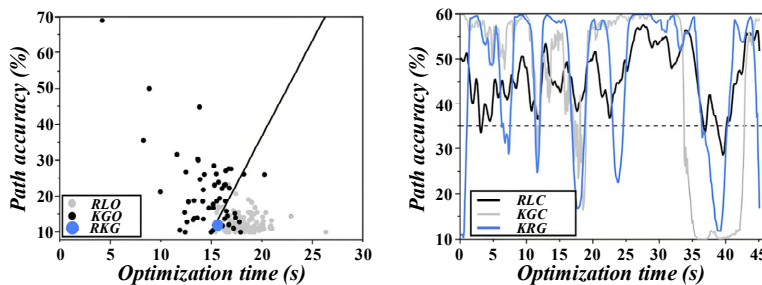 Path accuracy (%)
70
60
50
40
30
20
10
RLO
KGO
RKG
0 5 10 15 20 25 30
Optimization time (s)
Path accuracy (%)
60
50
40
30
20
10
RLC
KGC
KRG
0 5 10 15 20 25 30 35 40 45
Optimization time (s)